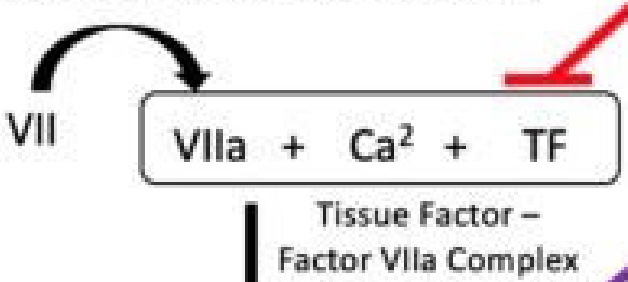 VII
VIIa + Ca² + TF
Tissue Factor –
Factor VIIa Complex